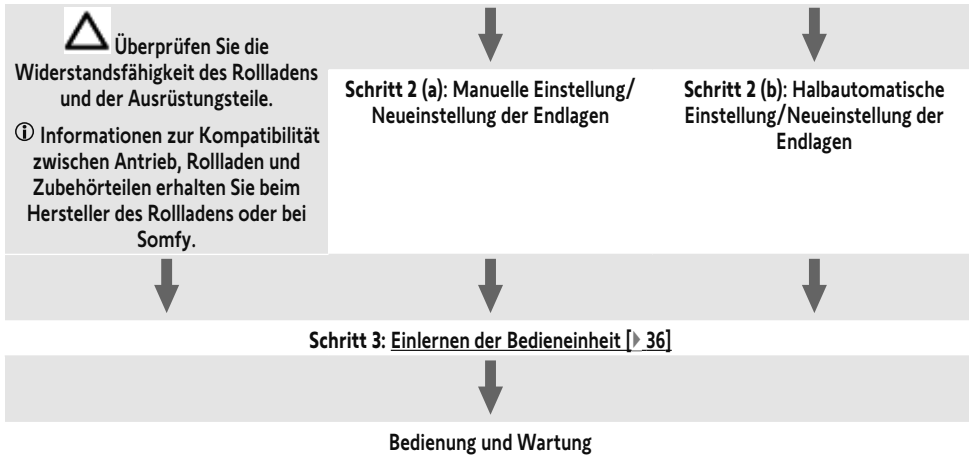 Überprüfen Sie die
Widerstandsfähigkeit des Rollladens
und der Ausrüstungsteile.
ⓘ Informationen zur Kompatibilität
zwischen Antrieb, Rollladen und
Zubehörteilen erhalten Sie beim
Hersteller des Rollladens oder bei
Somfy.
Schritt 2 (a): Manuelle Einstellung/
Neueinstellung der Endlagen
Schritt 2 (b): Halbautomatische
Einstellung/Neueinstellung der
Endlagen
Schritt 3: Einlernen der Bedieneinheit [▶ 36]
Bedienung und Wartung